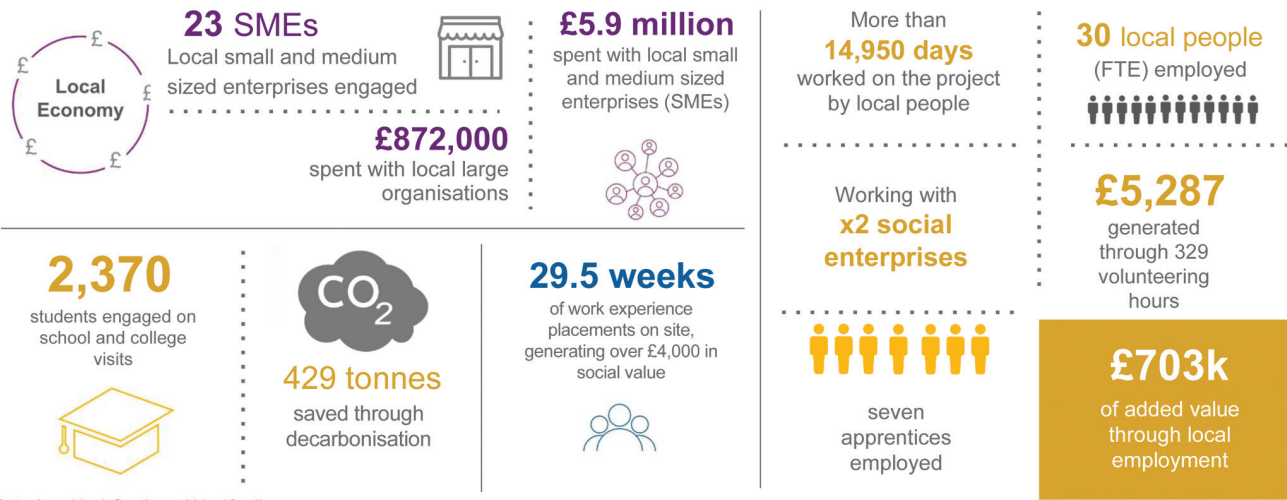 Local
Economy
£
£
£
£
£
23 SMEs
Local small and medium
sized enterprises engaged
£872,000
spent with local large
organisations
£5.9 million
spent with local small
and medium sized
enterprises (SMEs)
More than
14,950 days
worked on the project
by local people
30 local people
(FTE) employed
Working with
x2 social
enterprises
£5,287
generated
through 329
volunteering
hours
2,370
students engaged on
school and college
visits
CO2
429 tonnes
saved through
decarbonisation
29.5 weeks
of work experience
placements on site,
generating over £4,000 in
social value
seven
apprentices
employed
£703k
of added value
through local
employment